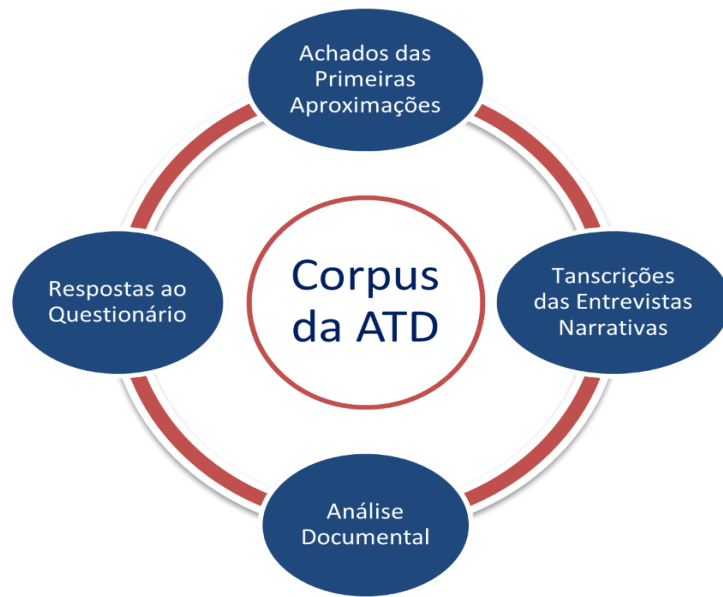 Achados das
Primeiras
Aproximações
Respostas ao
Questionário
Corpus
da ATD
Tanscrições
das Entrevistas
Narrativas
Análise
Documental